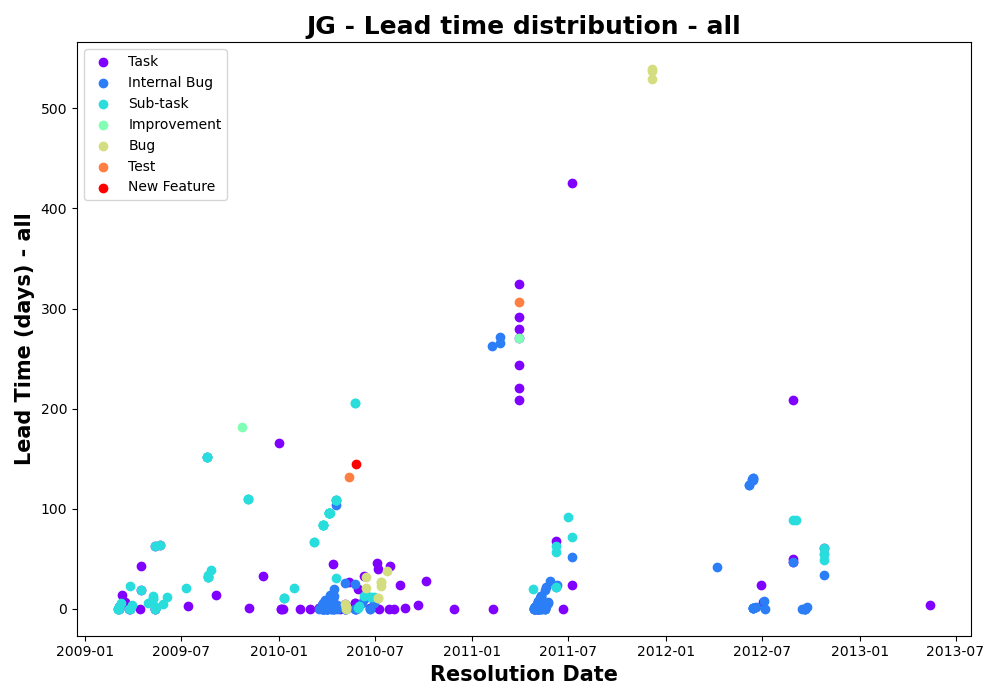 JG - Lead time distribution - all
Task
Internal Bug
Sub-task
Improvement
Bug
Test
New Feature
500
400
300
200
100
0
Lead Time (days) - all
2009-01 2009-07 2010-01 2010-07 2011-01 2011-07 2012-01 2012-07 2013-01 2013-07
Resolution Date